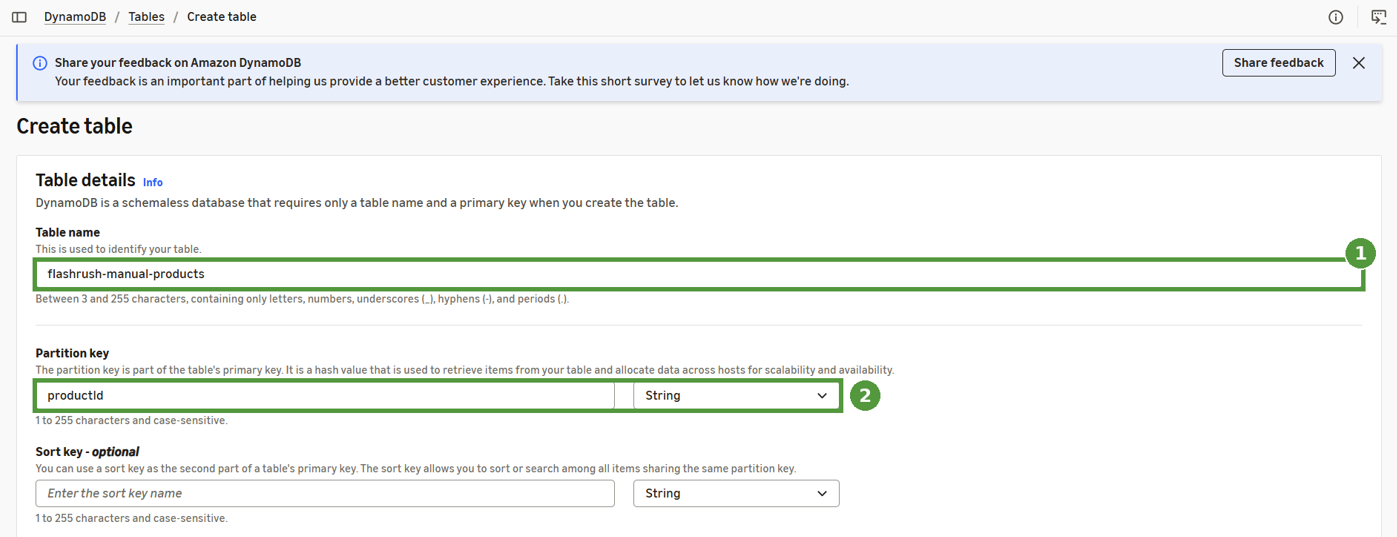 DynamoDB / Tables / Create table
Share your feedback on Amazon DynamoDB
Your feedback is an important part of helping us provide a better customer experience. Take this short survey to let us know how we're doing.
Share feedback
Create table
Table details Info
DynamoDB is a schemaless database that requires only a table name and a primary key when you create the table.
Table name
This is used to identify your table.
1
flashrush-manual-products
Between 3 and 255 characters, containing only letters, numbers, underscores (_), hyphens (-), and periods (.).
Partition key
The partition key is part of the table's primary key. It is a hash value that is used to retrieve items from your table and allocate data across hosts for scalability and availability.
productId String 2
1 to 255 characters and case-sensitive.
Sort key - optional
You can use a sort key as the second part of a table's primary key. The sort key allows you to sort or search among all items sharing the same partition key.
Enter the sort key name String
1 to 255 characters and case-sensitive.